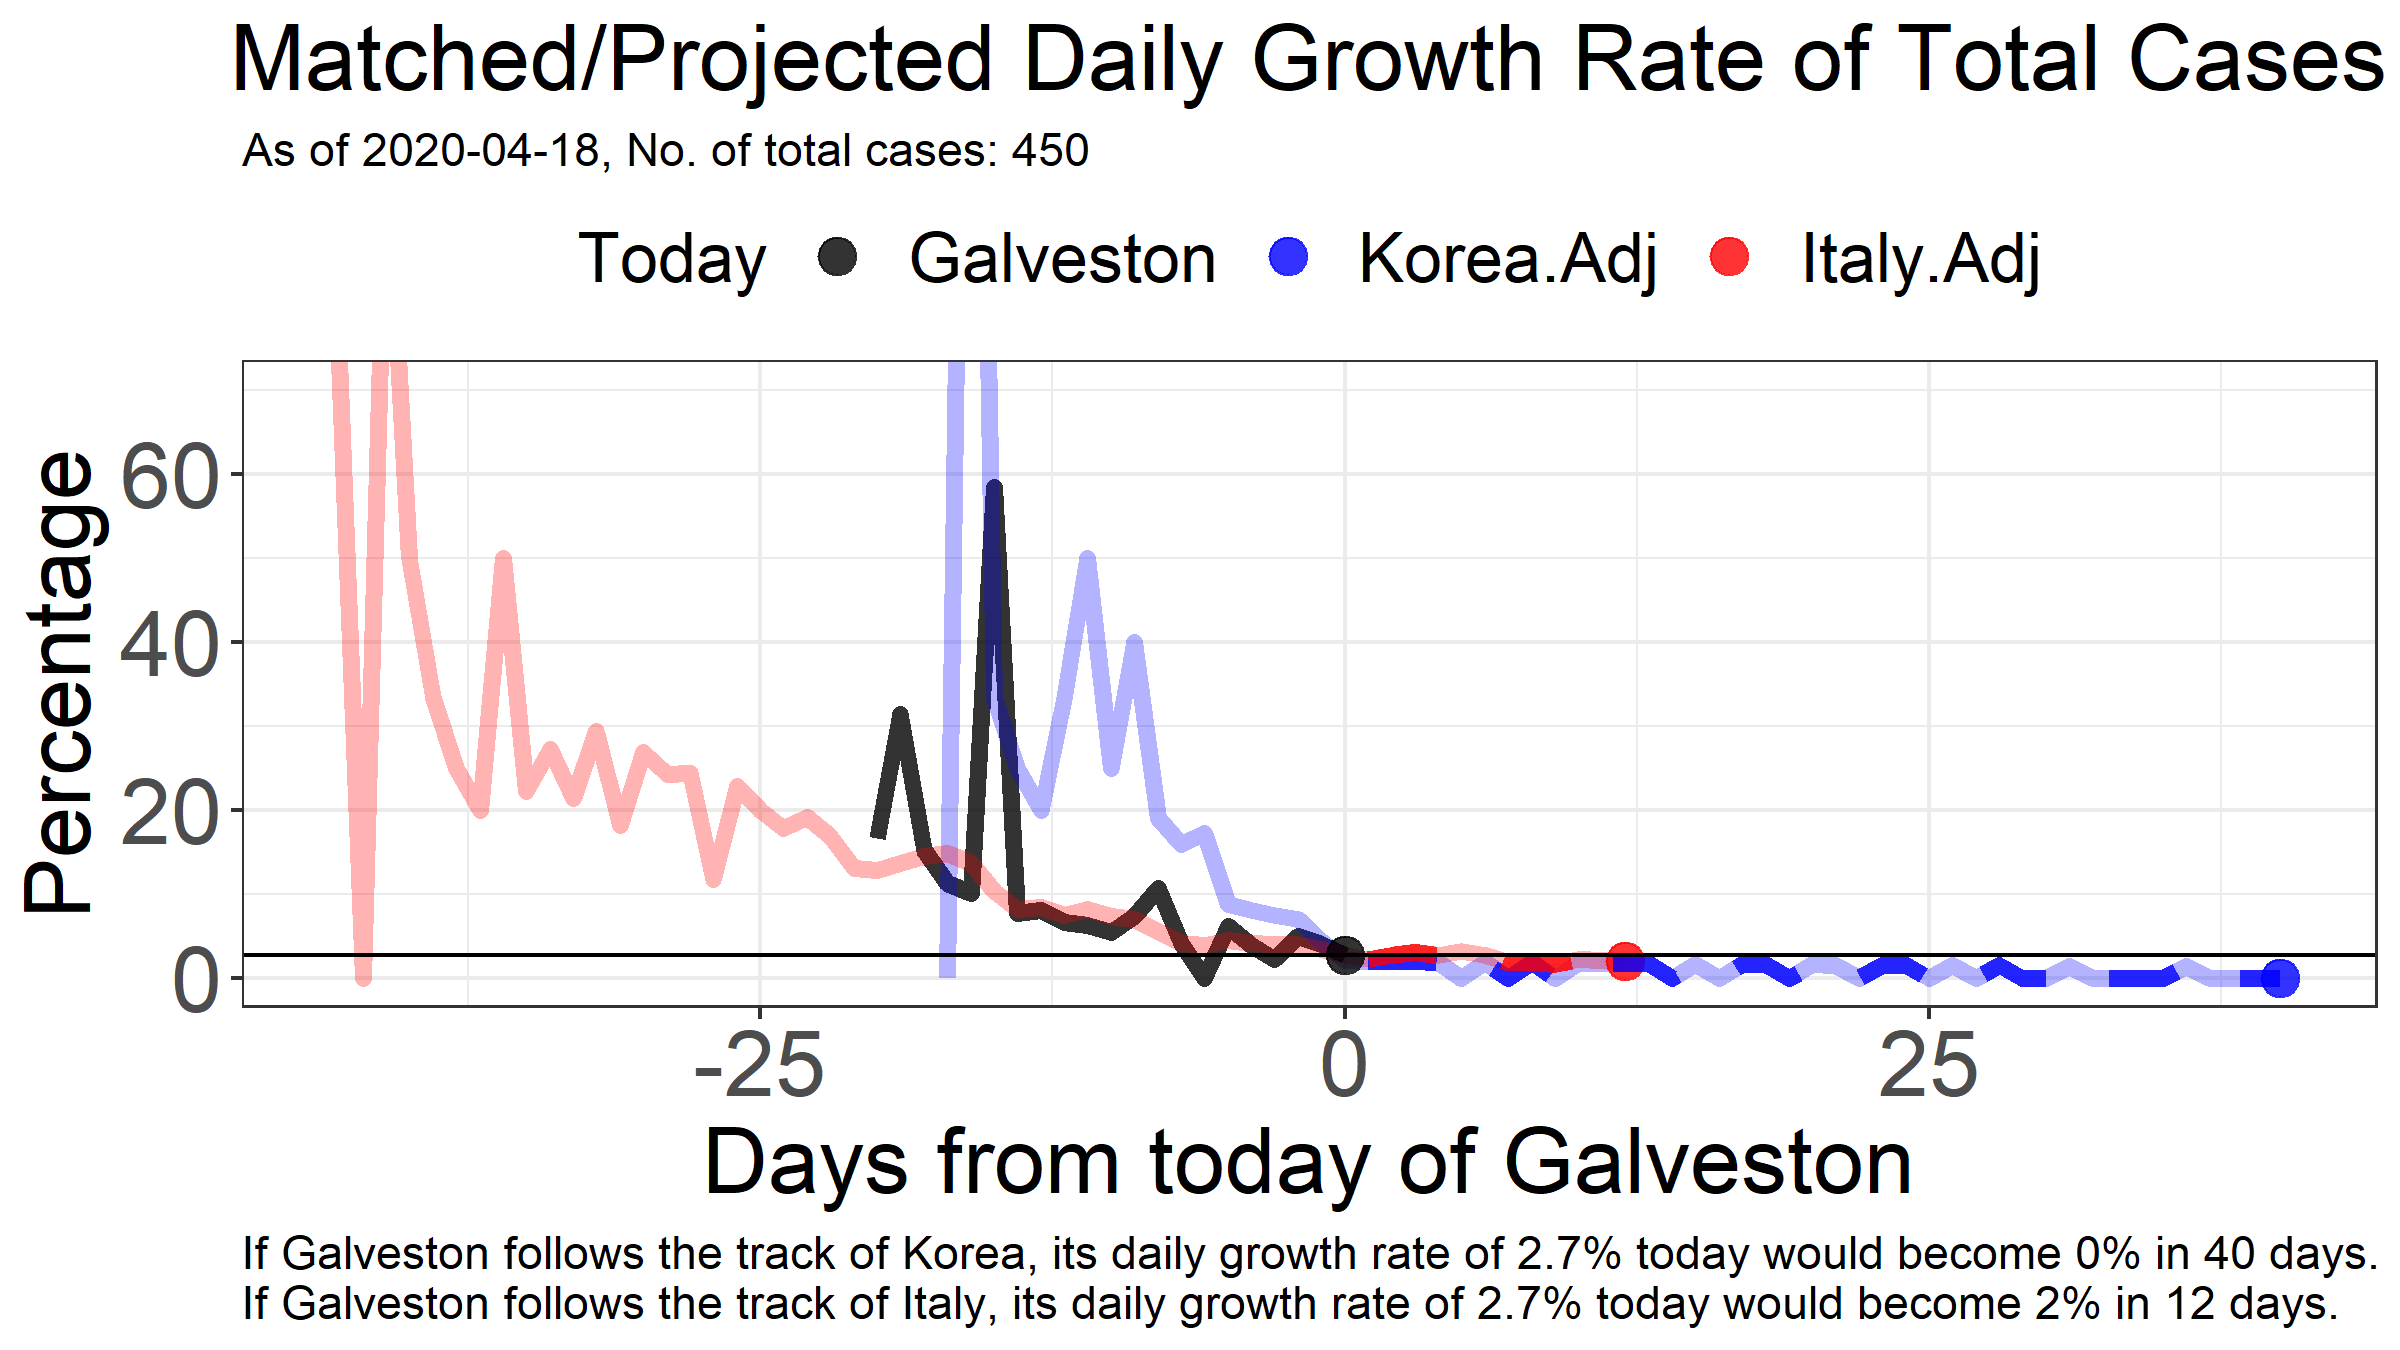 Matched/Projected Daily Growth Rate of Total Cases
As of 2020-04-18, No. of total cases: 450
Today Galveston Korea.Adj Italy.Adj
Percentage
60
40
20
0
-25 0 25
Days from today of Galveston
If Galveston follows the track of Korea, its daily growth rate of 2.7% today would become 0% in 40 days.
If Galveston follows the track of Italy, its daily growth rate of 2.7% today would become 2% in 12 days.